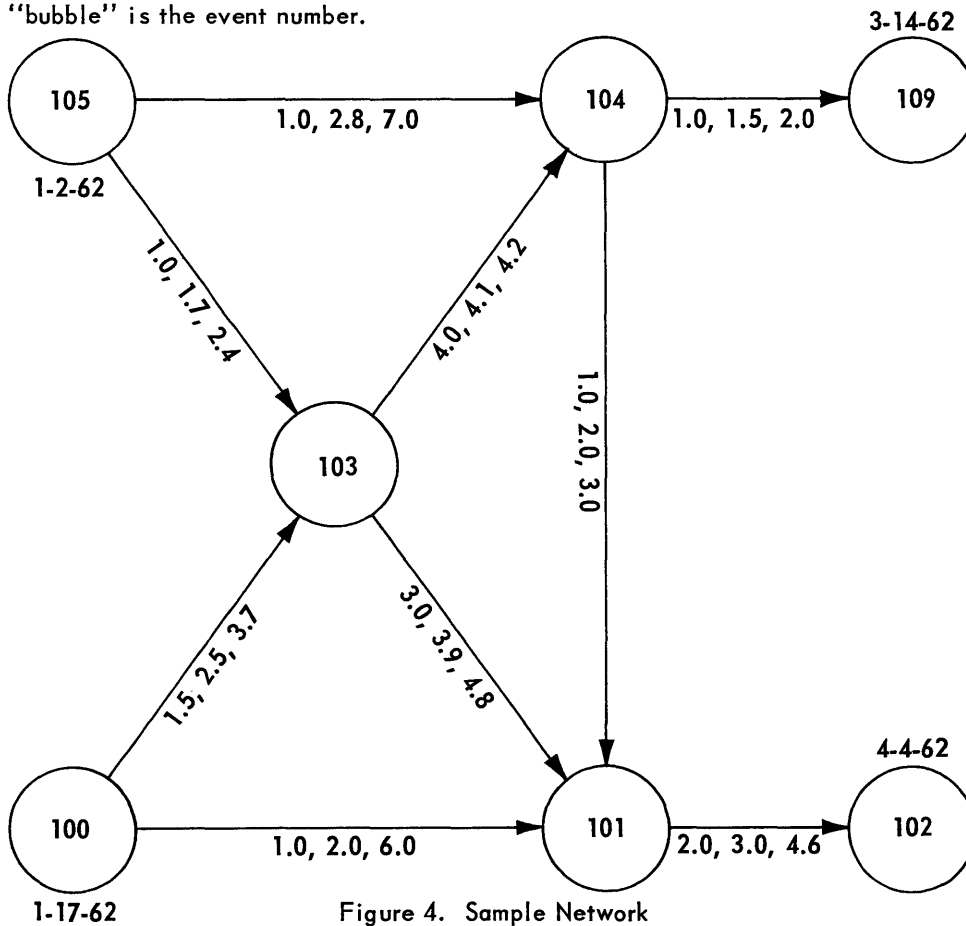 “bubble” is the event number.
3-14-62
105
104
109
1.0, 2.8, 7.0
1.0, 1.5, 2.0
1-2-62
1.0, 1.7, 2.4
4.0, 4.1, 4.2
1.0, 2.0, 3.0
103
1.5, 2.5, 3.7
3.0, 3.9, 4.8
4-4-62
100
101
102
1.0, 2.0, 6.0
2.0, 3.0, 4.6
1-17-62
Figure 4. Sample Network